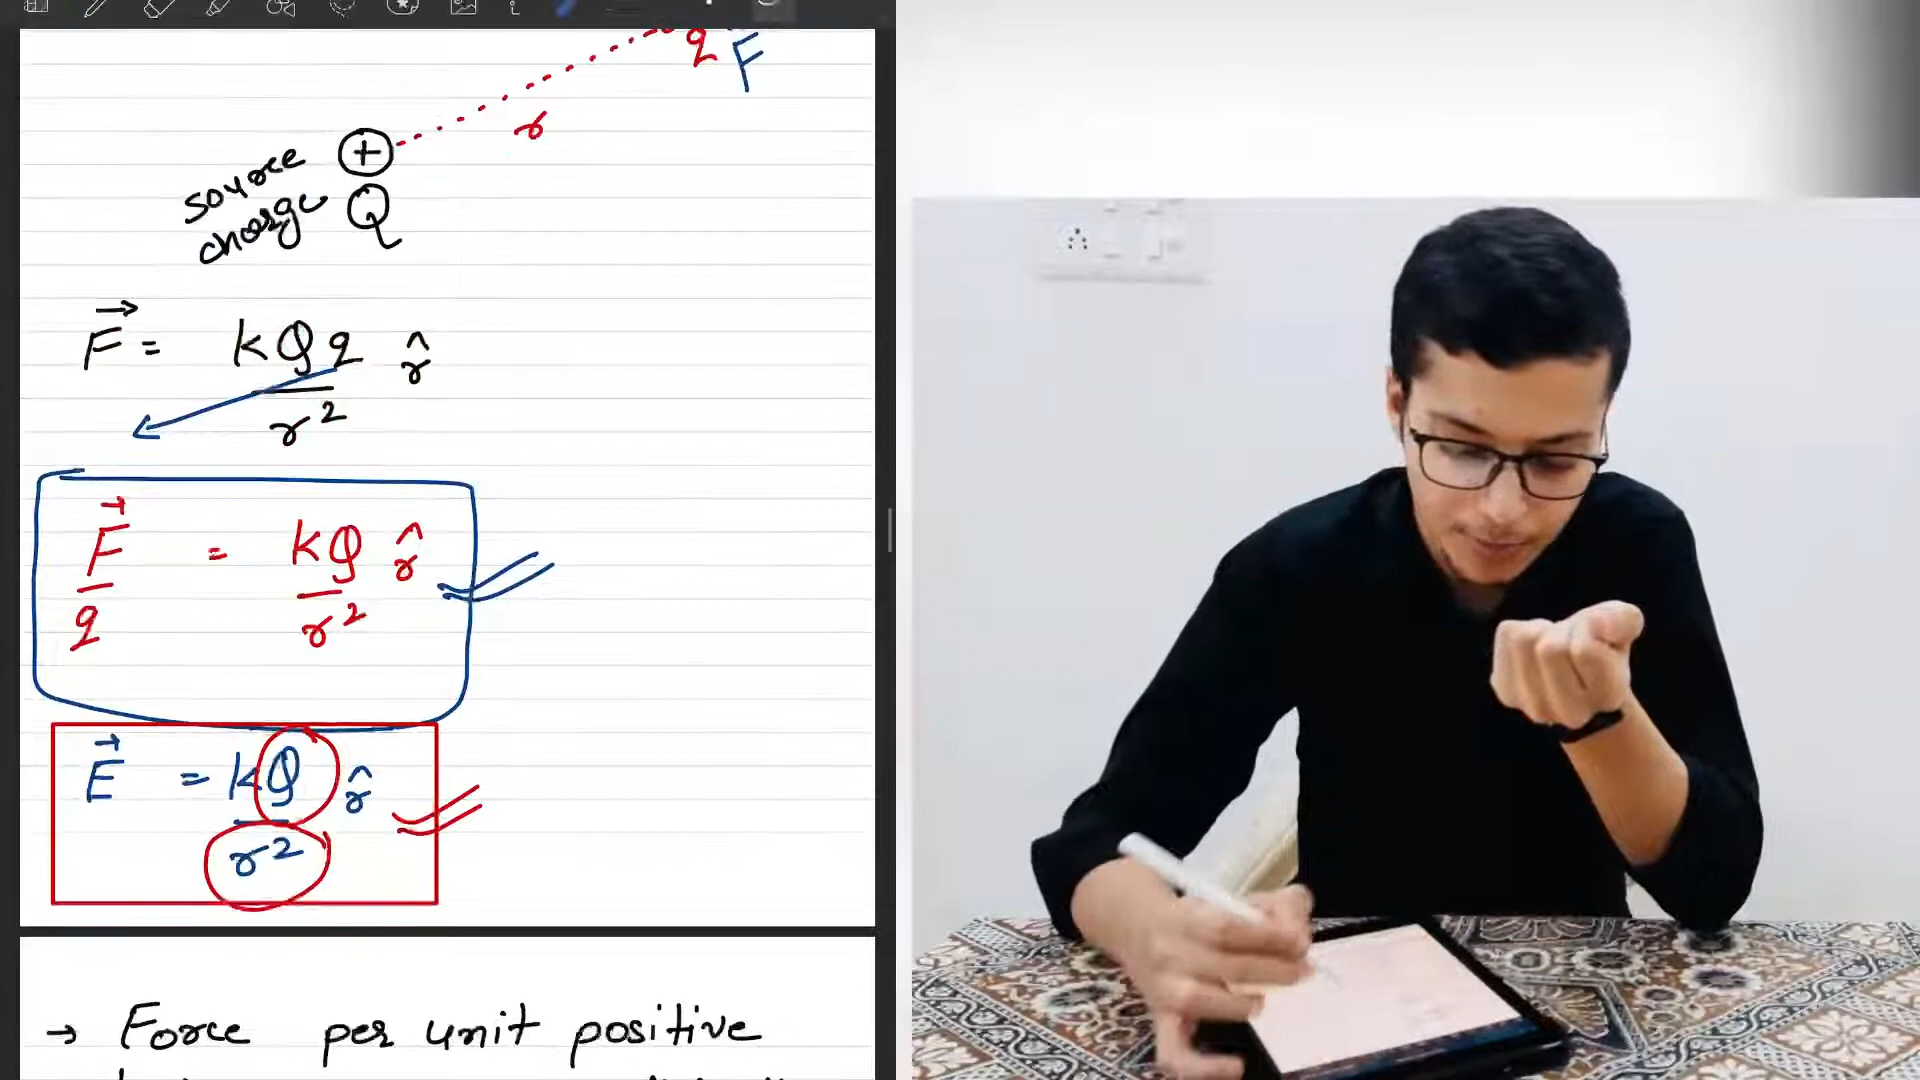 q F
r
source
charge Q
+
F⃗ = kQq/r² r̂
F⃗/q = kQ/r² r̂
E⃗ = kQ/r² r̂
→ Force per unit positive